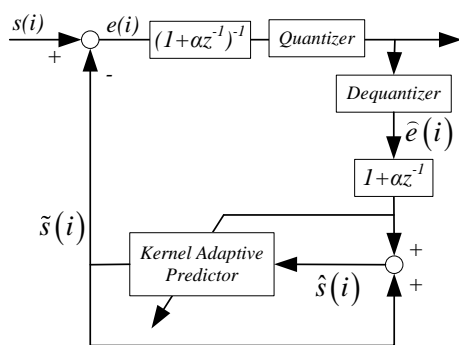 s(i)
+
-
e(i)
(1+αz⁻¹)⁻¹
Quantizer
Dequantizer
ê(i)
1+αz⁻¹
+
+
ŝ(i)
Kernel Adaptive
Predictor
s̃(i)